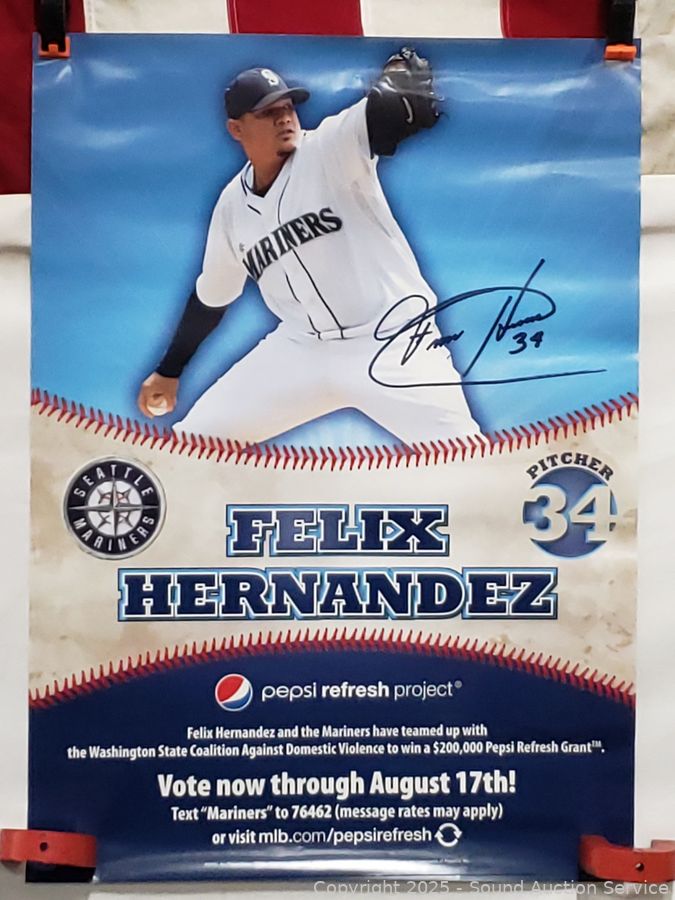 S
MARINERS
Felix Hernandez
34
SEATTLE
MARINERS
PITCHER
34
FELIX
HERNANDEZ
pepsi refresh project®
Felix Hernandez and the Mariners have teamed up with
the Washington State Coalition Against Domestic Violence to win a $200,000 Pepsi Refresh Grant™.
Vote now through August 17th!
Text “Mariners” to 76462 (message rates may apply)
or visit mlb.com/pepsirefresh
Copyright 2025 - Sound Auction Service